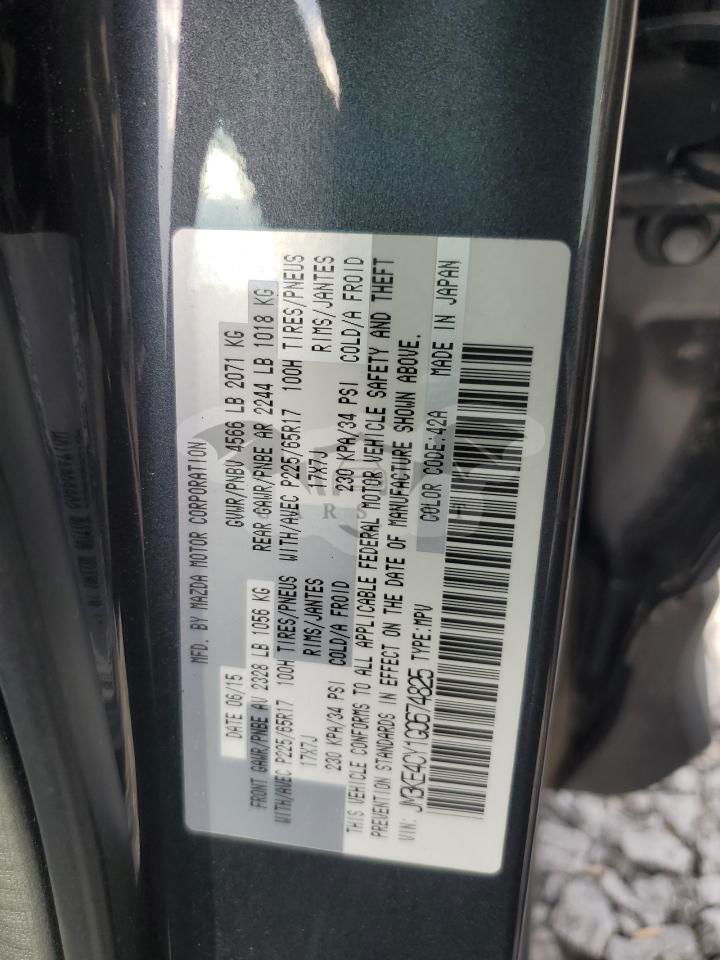 MFD. BY MAZDA MOTOR CORPORATION
DATE 06/15 GVWR/PNBV 4566 LB 2071 KG
FRONT GAWR/PNBE AV 2328 LB 1056 KG REAR GAWR/PNBE AR 2244 LB 1018 KG
WITH/AVEC P225/65R17 100H TIRES/PNEUS WITH/AVEC P225/65R17 100H TIRES/PNEUS
17X7J RIMS/JANTES 17X7J RIMS/JANTES
230 KPA/34 PSI COLD/A FROID 230 KPA/34 PSI COLD/A FROID
THIS VEHICLE CONFORMS TO ALL APPLICABLE FEDERAL MOTOR VEHICLE SAFETY AND THEFT
PREVENTION STANDARDS IN EFFECT ON THE DATE OF MANUFACTURE SHOWN ABOVE.
VIN: JM3KE4CY1G0674825 TYPE:MPV COLOR CODE:42A MADE IN JAPAN